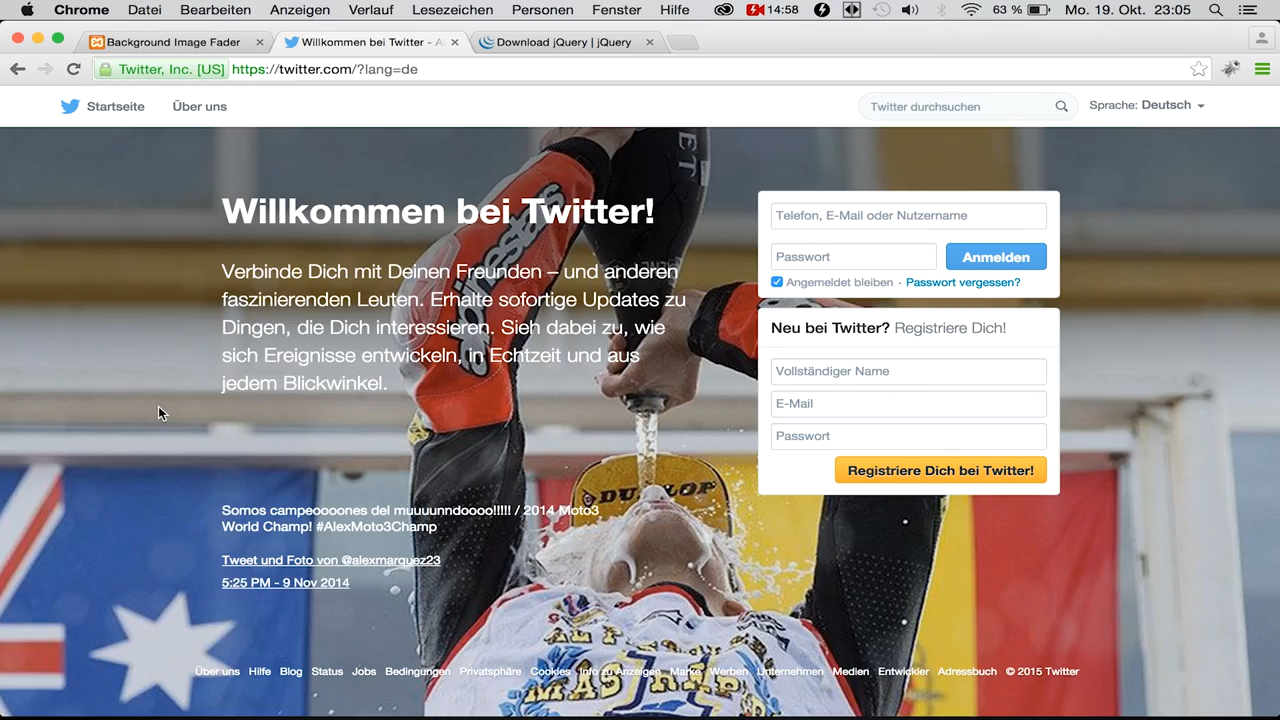 Chrome Datei Bearbeiten Anzeigen Verlauf Lesezeichen Personen Fenster Hilfe 14:58 63 % Mo. 19. Okt. 23:05
Background Image Fader Willkommen bei Twitter - A Download jQuery | jQuery
Twitter, Inc. [US] https://twitter.com/?lang=de
Startseite Über uns Twitter durchsuchen Sprache: Deutsch
Willkommen bei Twitter!
Verbinde Dich mit Deinen Freunden – und anderen
faszinierenden Leuten. Erhalte sofortige Updates zu
Dingen, die Dich interessieren. Sieh dabei zu, wie
sich Ereignisse entwickeln, in Echtzeit und aus
jedem Blickwinkel.
Telefon, E-Mail oder Nutzername
Passwort Anmelden
Angemeldet bleiben · Passwort vergessen?
Neu bei Twitter? Registriere Dich!
Vollständiger Name
E-Mail
Passwort
Registriere Dich bei Twitter!
alpinestars
DUNLOP
Somos campeoooones del muuuunndoooo!!!!! / 2014 Moto3
World Champ! #AlexMoto3Champ
Tweet und Foto von @alexmarquez23
5:25 PM - 9 Nov 2014
Über uns Hilfe Blog Status Jobs Bedingungen Privatsphäre Cookies Info zu Anzeigen Marke Werben Unternehmen Medien Entwickler Adressbuch © 2015 Twitter